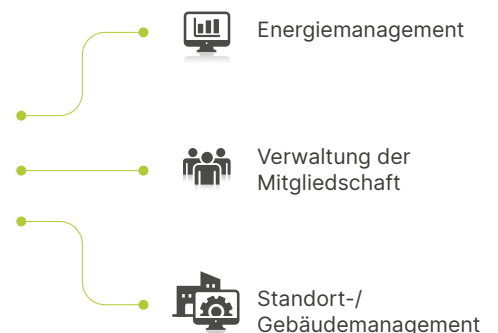 Energiemanagement
Verwaltung der
Mitgliedschaft
Standort-/
Gebäudemanagement